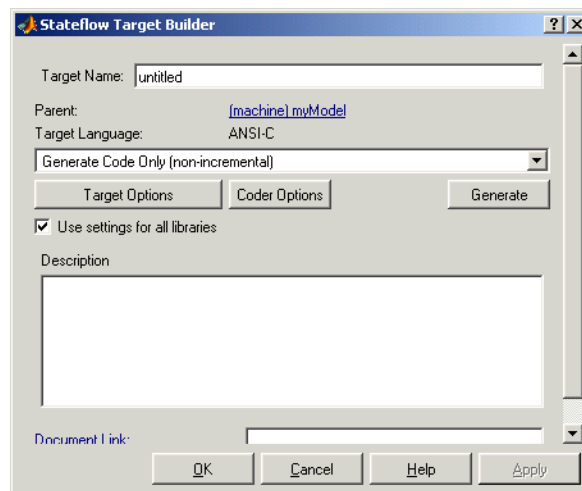 Stateflow Target Builder
Target Name: untitled
Parent: (machine) myModel
Target Language: ANSI-C
Generate Code Only (non-incremental)
Target Options Coder Options Generate
Use settings for all libraries
Description
Document Link:
OK Cancel Help Apply